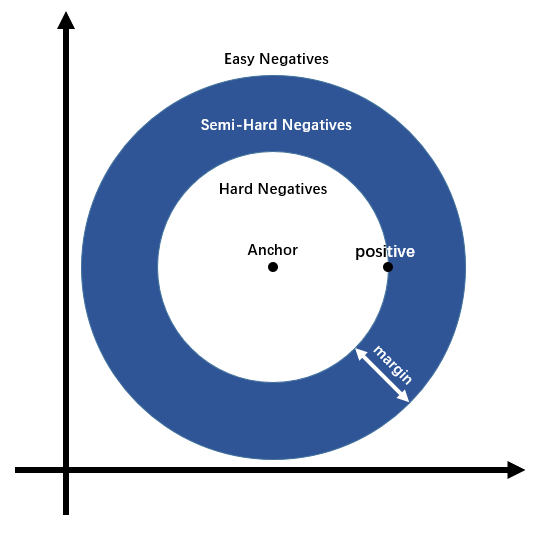 Easy Negatives
Semi-Hard Negatives
Hard Negatives
Anchor
positive
margin